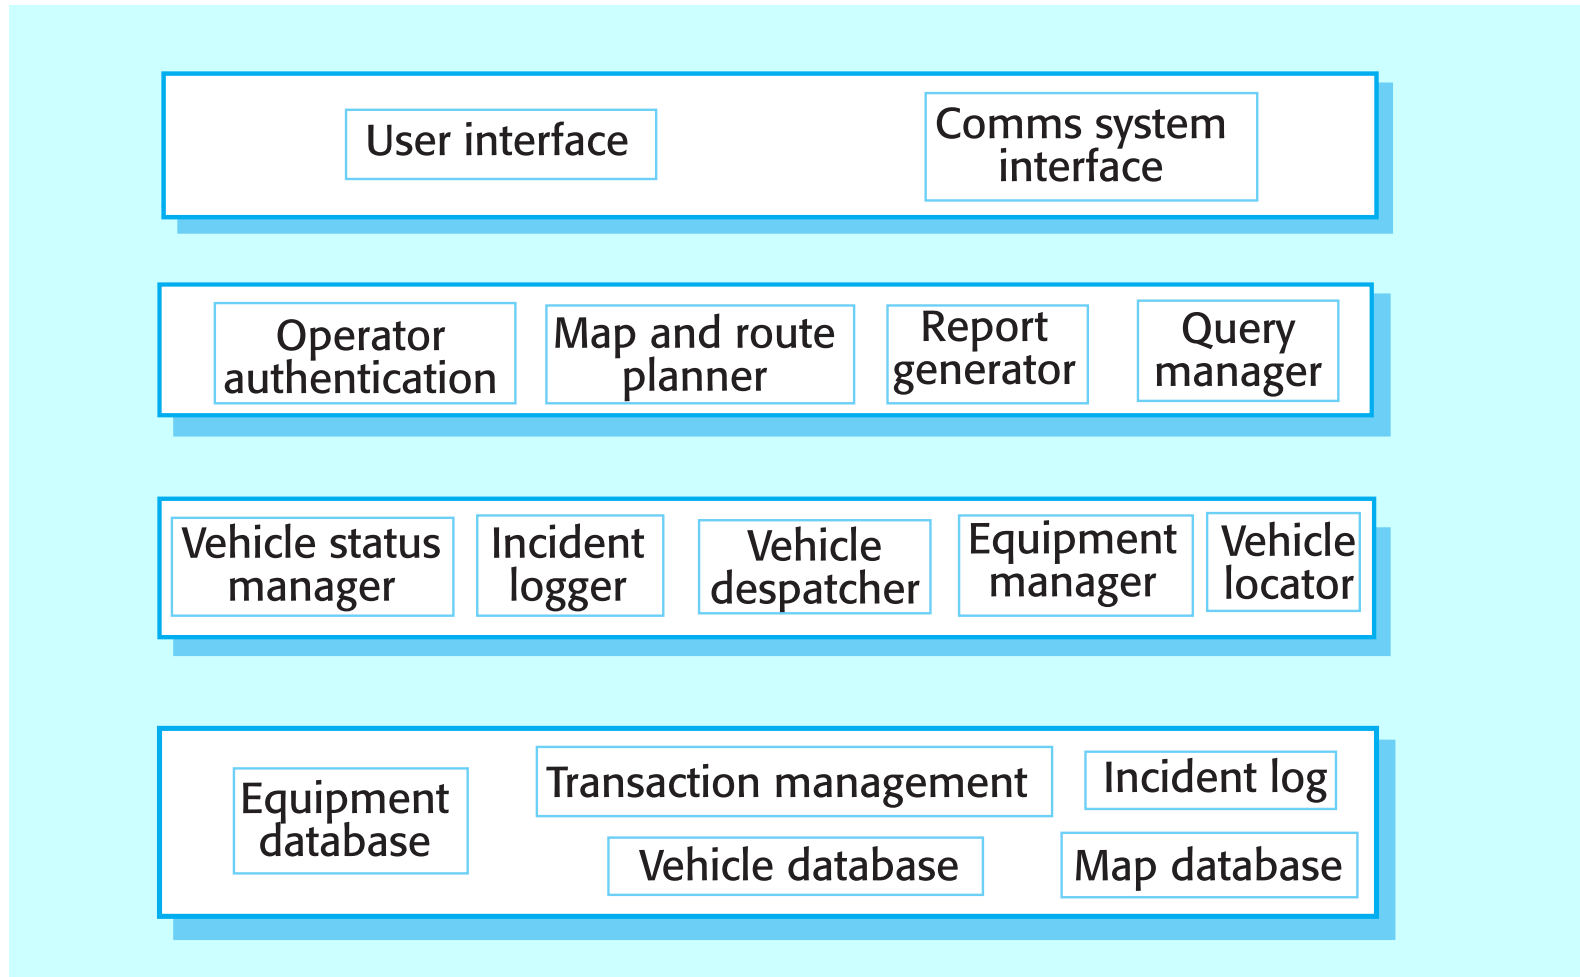 User interface
Comms system
interface
Operator
authentication
Map and route
planner
Report
generator
Query
manager
Vehicle status
manager
Incident
logger
Vehicle
despatcher
Equipment
manager
Vehicle
locator
Equipment
database
Transaction management
Incident log
Vehicle database
Map database